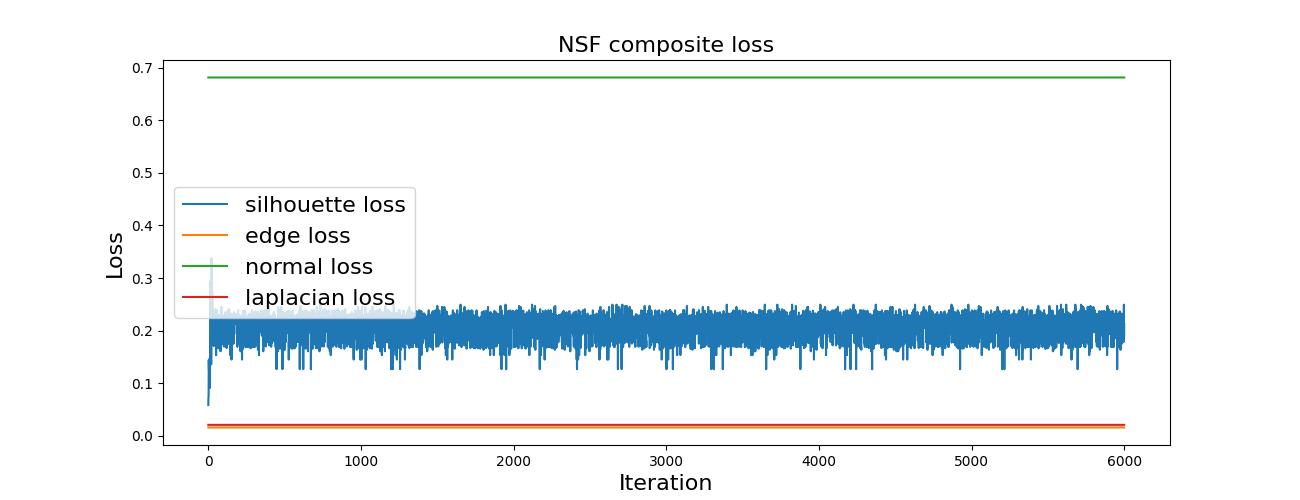 NSF composite loss
0.7
0.6
0.5
0.4
0.3
0.2
0.1
0.0
Loss
silhouette loss
edge loss
normal loss
laplacian loss
0 1000 2000 3000 4000 5000 6000
Iteration